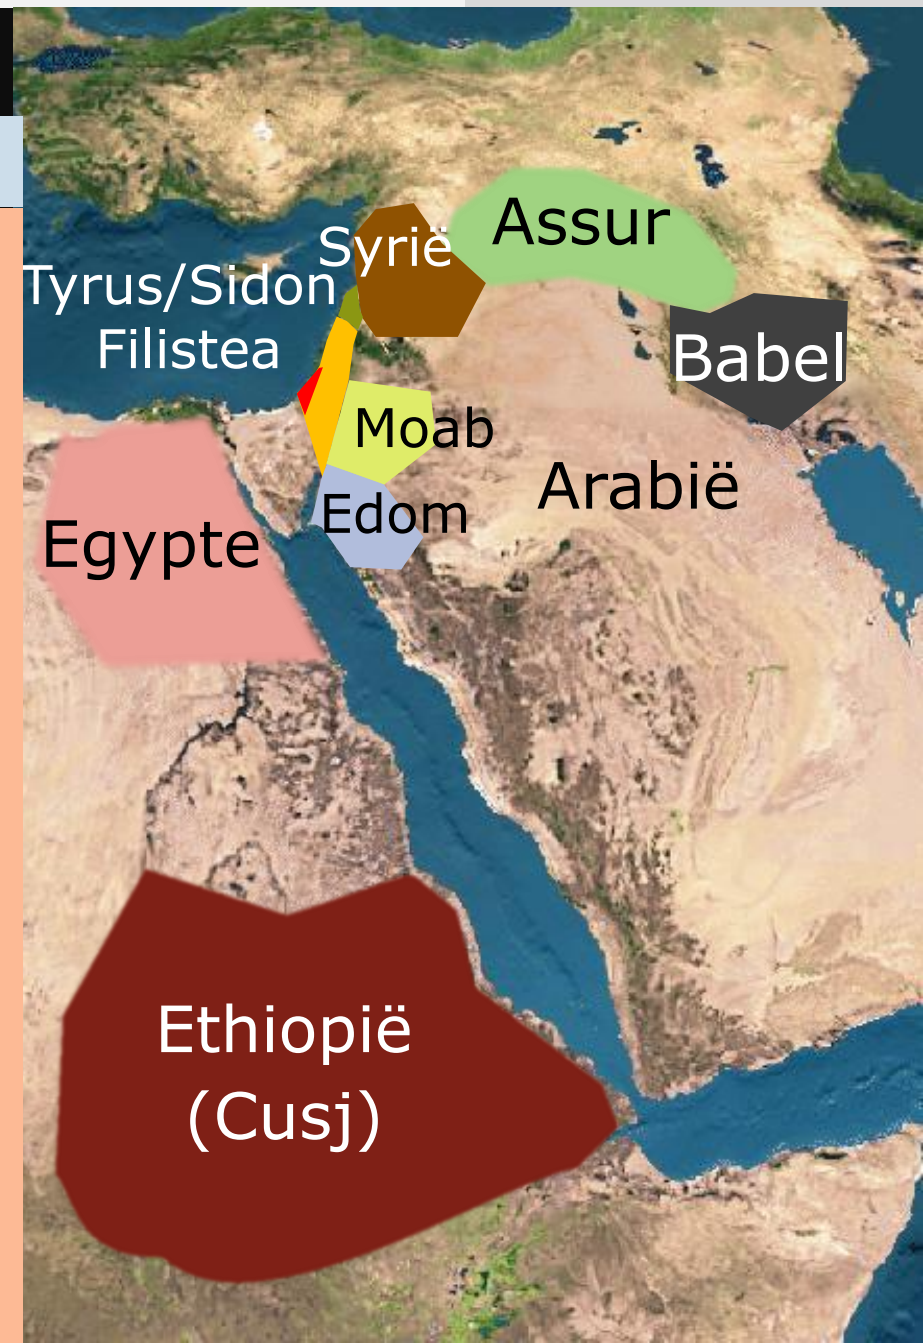 Assur
Syrië
Tyrus/Sidon
Filistea
Babel
Moab
Arabië
Edom
Egypte
Ethiopië
(Cusj)